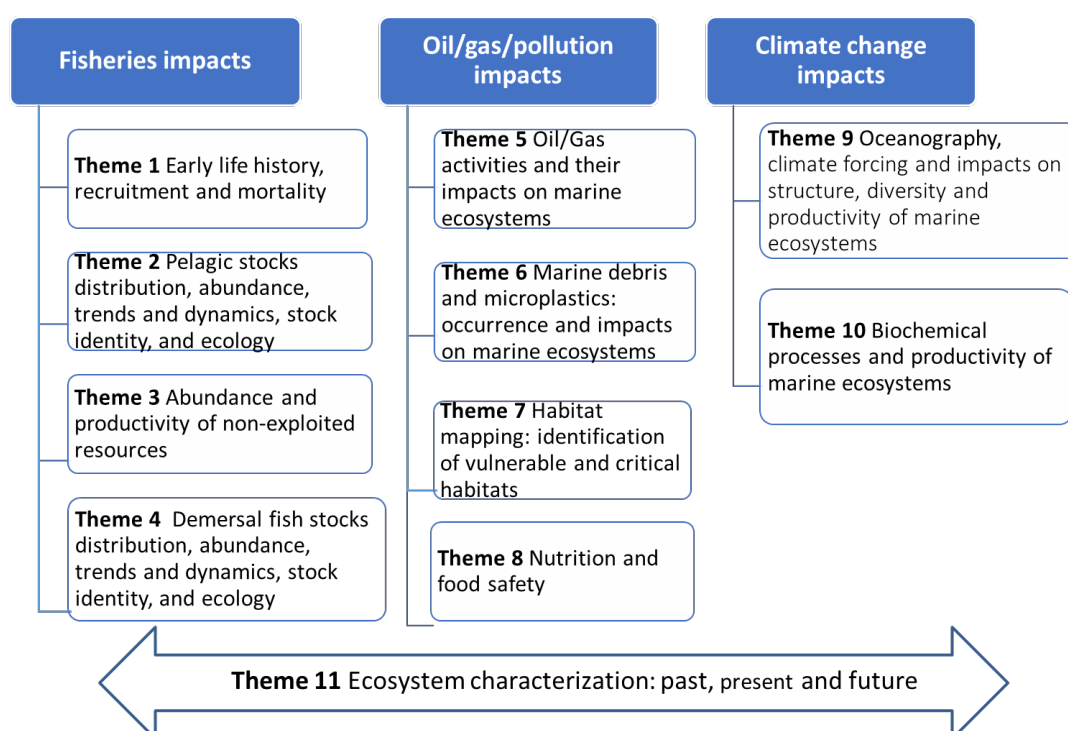 Fisheries impacts
Theme 1 Early life history,
recruitment and mortality
Theme 2 Pelagic stocks
distribution, abundance,
trends and dynamics, stock
identity, and ecology
Theme 3 Abundance and
productivity of non-exploited
resources
Theme 4 Demersal fish stocks
distribution, abundance,
trends and dynamics, stock
identity, and ecology
Oil/gas/pollution
impacts
Theme 5 Oil/Gas
activities and their
impacts on marine
ecosystems
Theme 6 Marine debris
and microplastics:
occurrence and impacts
on marine ecosystems
Theme 7 Habitat
mapping: identification
of vulnerable and critical
habitats
Theme 8 Nutrition and
food safety
Climate change
impacts
Theme 9 Oceanography,
climate forcing and impacts on
structure, diversity and
productivity of marine
ecosystems
Theme 10 Biochemical
processes and productivity of
marine ecosystems
Theme 11 Ecosystem characterization: past, present and future